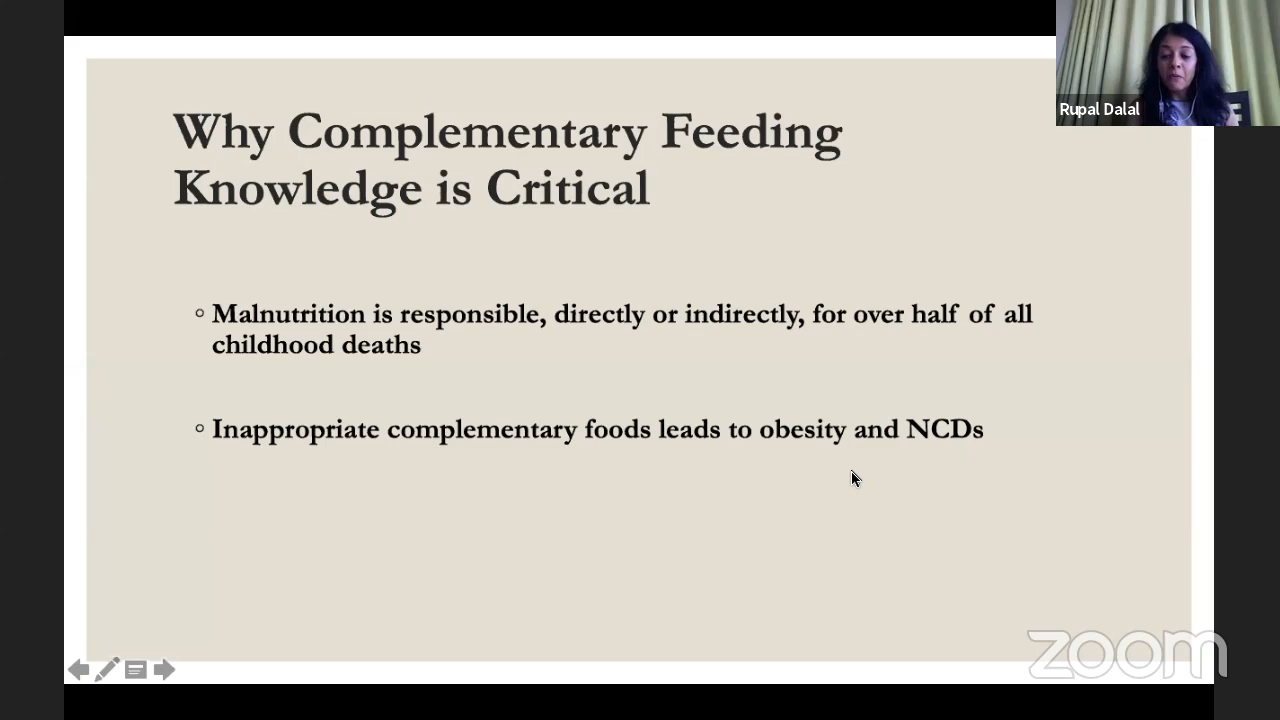 Rupal Dalal
Why Complementary Feeding
Knowledge is Critical
Malnutrition is responsible, directly or indirectly, for over half of all
childhood deaths
Inappropriate complementary foods leads to obesity and NCDs
zoom